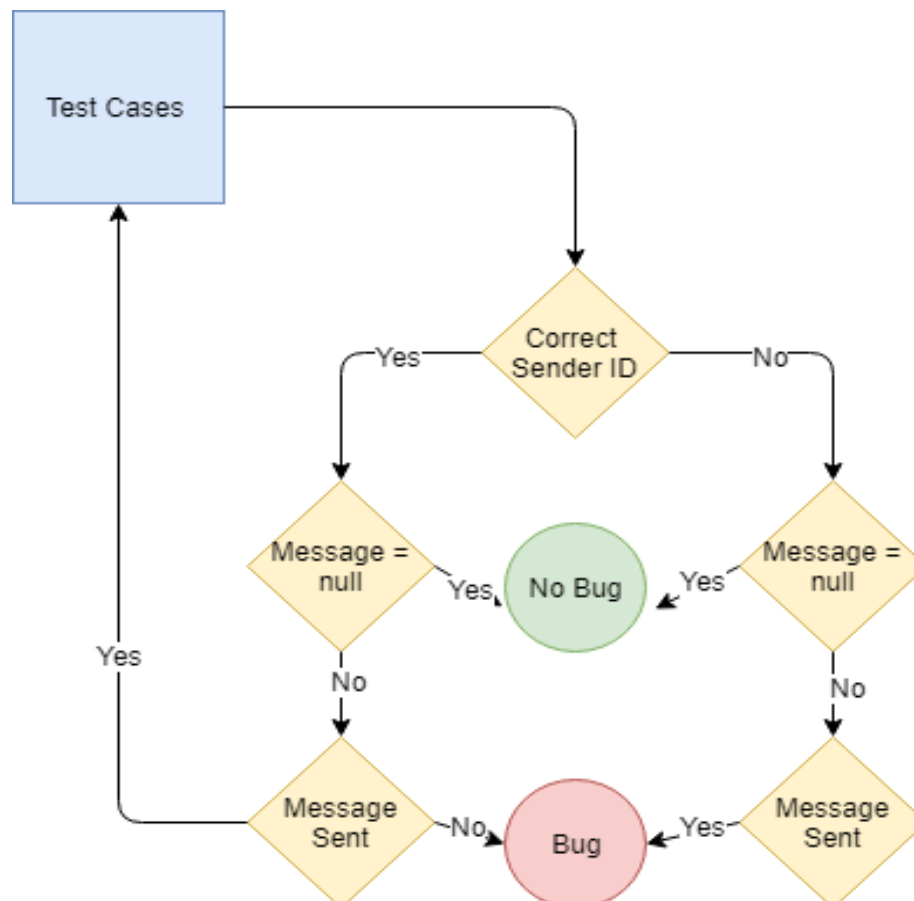 Test Cases
Correct
Sender ID
Yes
No
Message =
null
Yes
No Bug
Yes
Message =
null
Yes
No
No
Message
Sent
No
Bug
Yes
Message
Sent